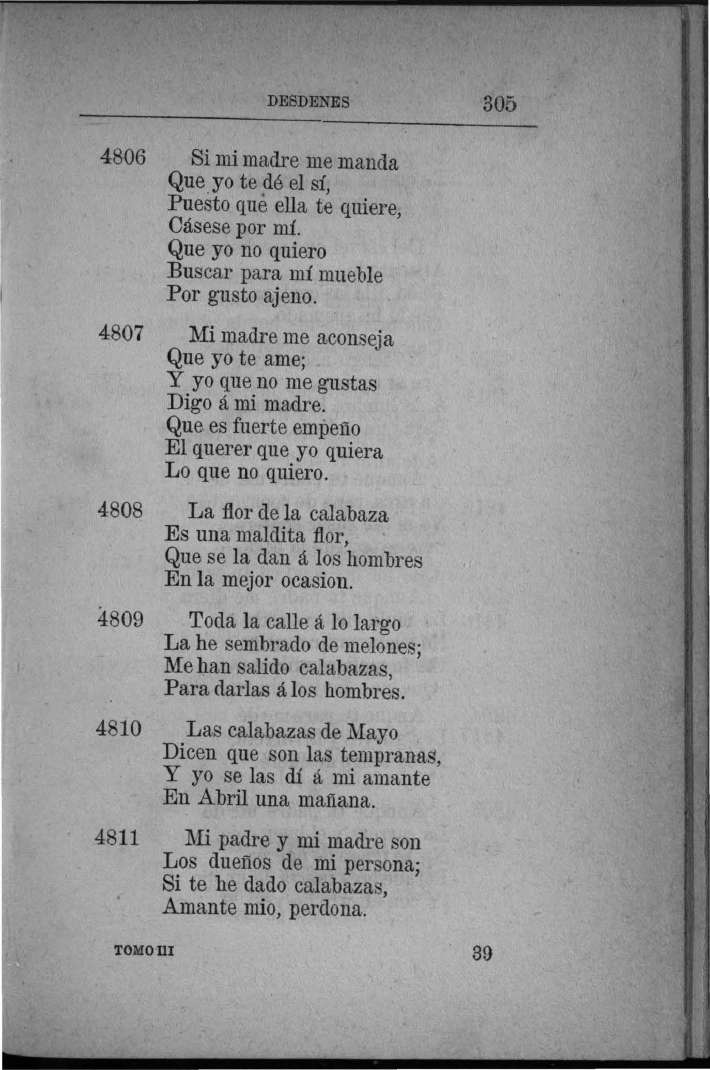 DESDENES 305
4806 Si mi madre me manda
Que yo te dé el sí,
Puesto que ella te quiere,
Cásese por mí.
Que yo no quiero
Buscar para mí mueble
Por gusto ajeno.
4807 Mi madre me aconseja
Que yo te ame;
Y yo que no me gustas
Digo á mi madre.
Que es fuerte empeño
El querer que yo quiera
Lo que no quiero.
4808 La flor de la calabaza
Es una maldita flor,
Que se la dan á los hombres
En la mejor ocasion.
4809 Toda la calle á lo largo
La he sembrado de melones;
Me han salido calabazas,
Para darlas á los hombres.
4810 Las calabazas de Mayo
Dicen que son las tempranas,
Y yo se las dí á mi amante
En Abril una mañana.
4811 Mi padre y mi madre son
Los dueños de mi persona;
Si te he dado calabazas,
Amante mio, perdona.
TOMO III 39